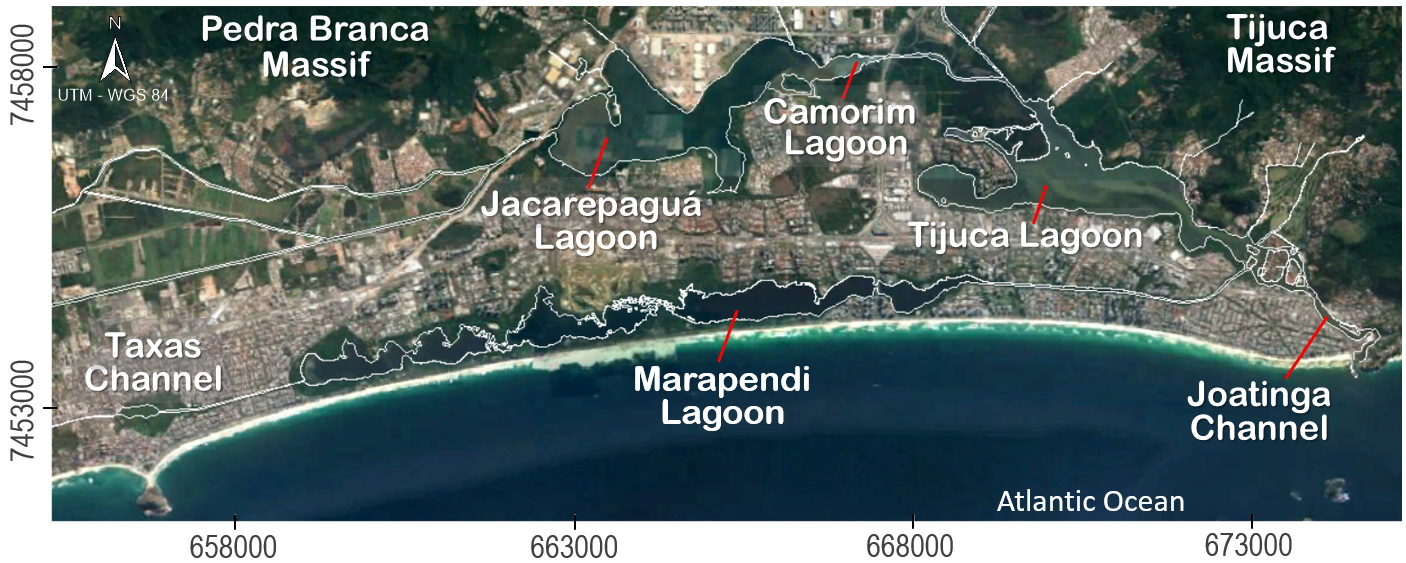 Pedra Branca
Massif
N
UTM - WGS 84
Tijuca
Massif
Camorim
Lagoon
Jacarepaguá
Lagoon
Tijuca Lagoon
Taxas
Channel
Marapendi
Lagoon
Joatinga
Channel
Atlantic Ocean
7458000
7453000
658000
663000
668000
673000